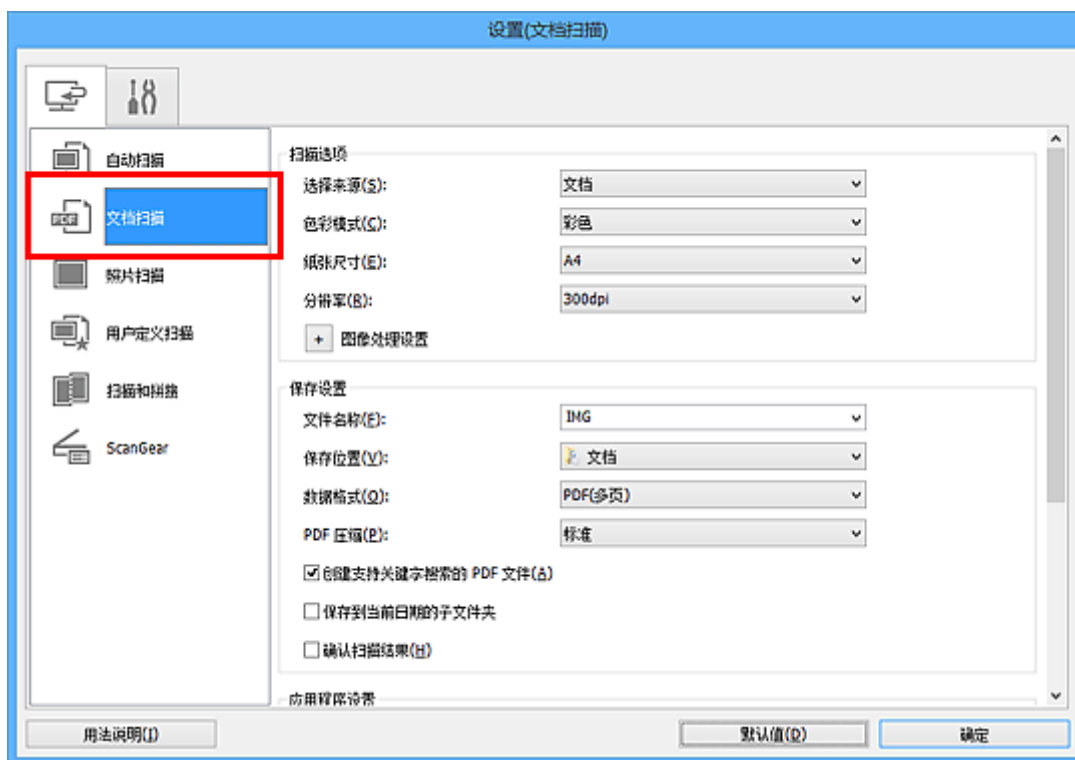 设置(文档扫描)
自动扫描
文档扫描
照片扫描
用户定义扫描
扫描和拼接
ScanGear
扫描选项
选择来源(S): 文档
色彩模式(C): 彩色
纸张尺寸(E): A4
分辨率(R): 300dpi
+ 图像处理设置
保存设置
文件名称(F): IMG
保存位置(V): 文档
数据格式(O): PDF(多页)
PDF 压缩(P): 标准
创建支持关键字搜索的 PDF 文件(A)
保存到当前日期的子文件夹
确认扫描结果(H)
应用程序设置
用法说明(I)
默认值(D)
确定